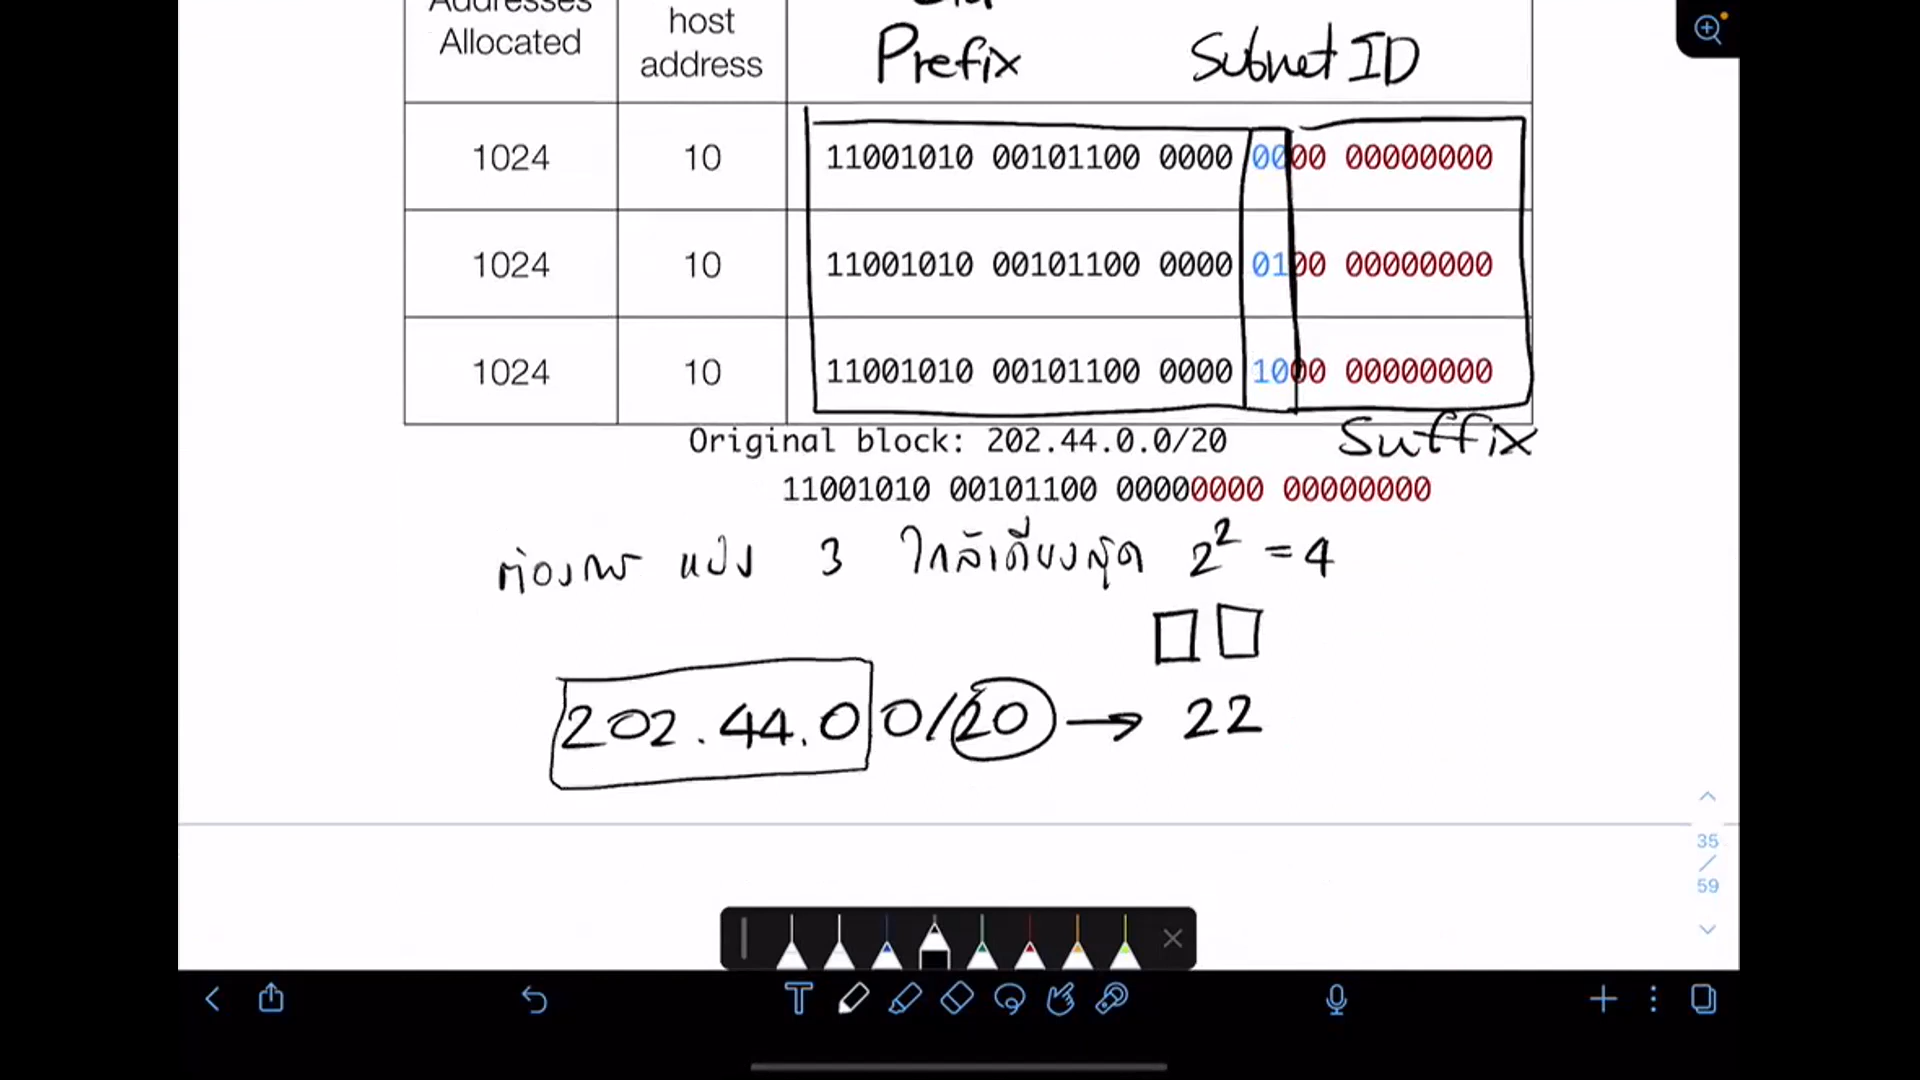 Addresses
Allocated
host
address
Prefix
Subnet ID
1024 10 11001010 00101100 0000 0000 00000000
1024 10 11001010 00101100 0000 0100 00000000
1024 10 11001010 00101100 0000 1000 00000000
Original block: 202.44.0.0/20
Suffix
11001010 00101100 00000000 00000000
ต้องการ แบ่ง 3 ใกล้เคียงสุด 2² = 4
202.44.0 0/20 → 22
35
/
59